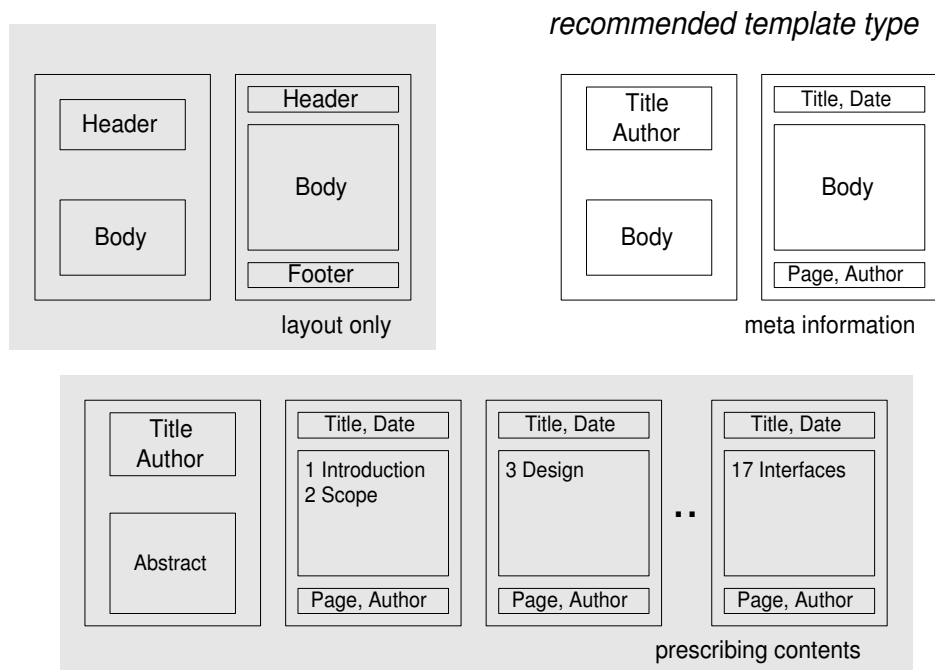 recommended template type
Header
Body
Header
Body
Footer
layout only
Title
Author
Body
Title, Date
Body
Page, Author
meta information
Title
Author
Abstract
Title, Date
1 Introduction
2 Scope
Page, Author
Title, Date
3 Design
Page, Author
..
Title, Date
17 Interfaces
Page, Author
prescribing contents